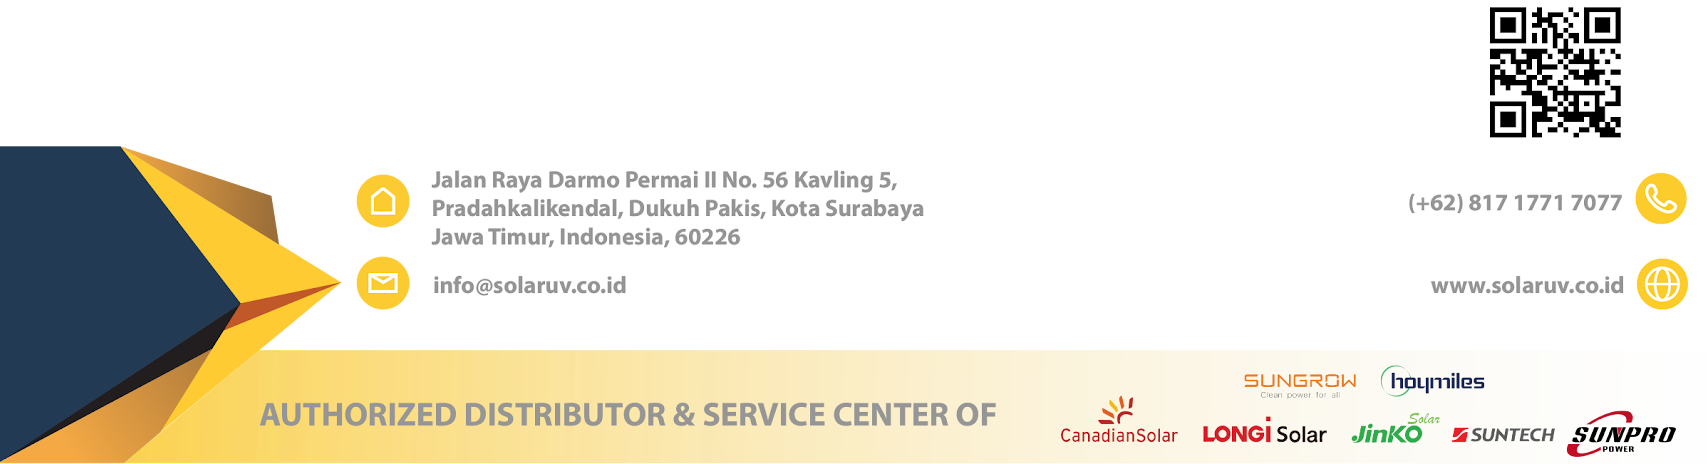 Jalan Raya Darmo Permai II No. 56 Kavling 5,
Pradahkalikendal, Dukuh Pakis, Kota Surabaya
Jawa Timur, Indonesia, 60226
(+62) 817 1771 7077
info@solaruv.co.id
www.solaruv.co.id
AUTHORIZED DISTRIBUTOR & SERVICE CENTER OF
SUNGROW
Clean power for all
hoymiles
CanadianSolar
LONGi Solar
JinKO Solar
SUNTECH
SUNPRO
POWER